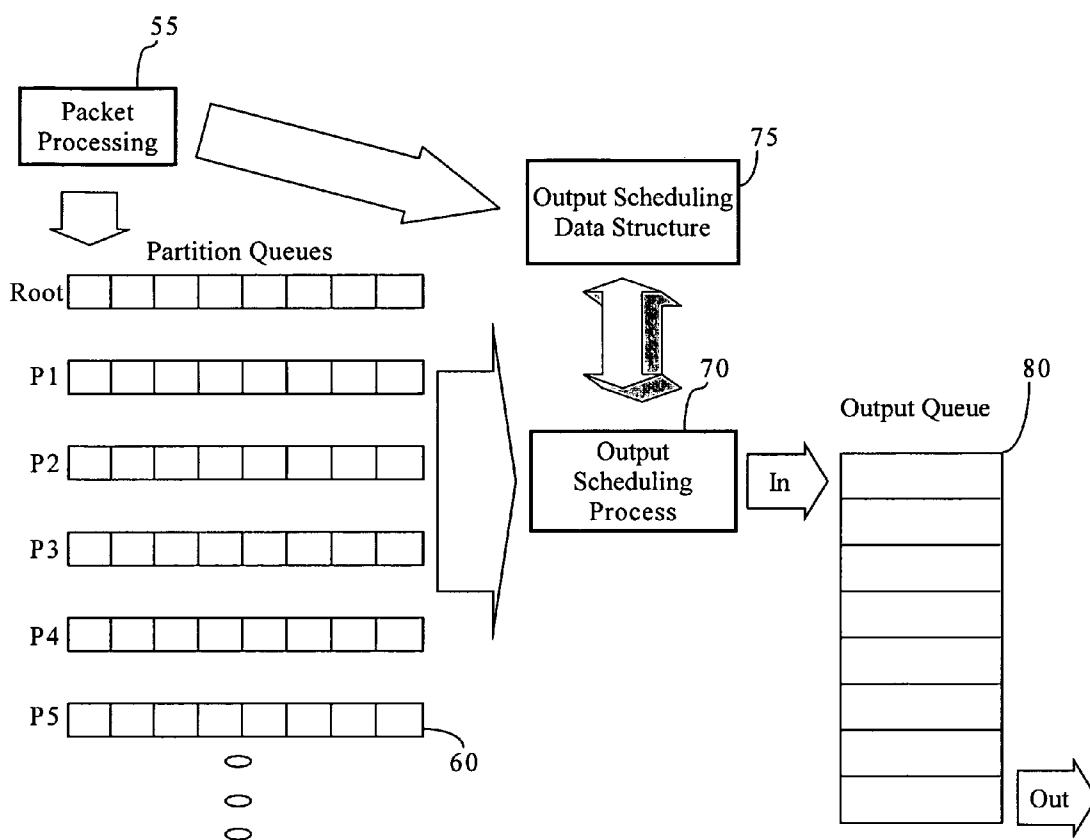 55
Packet
Processing
75
Output Scheduling
Data Structure
Partition Queues
Root
P1
P2
P3
P4
P5
60
70
Output
Scheduling
Process
In
80
Output Queue
Out